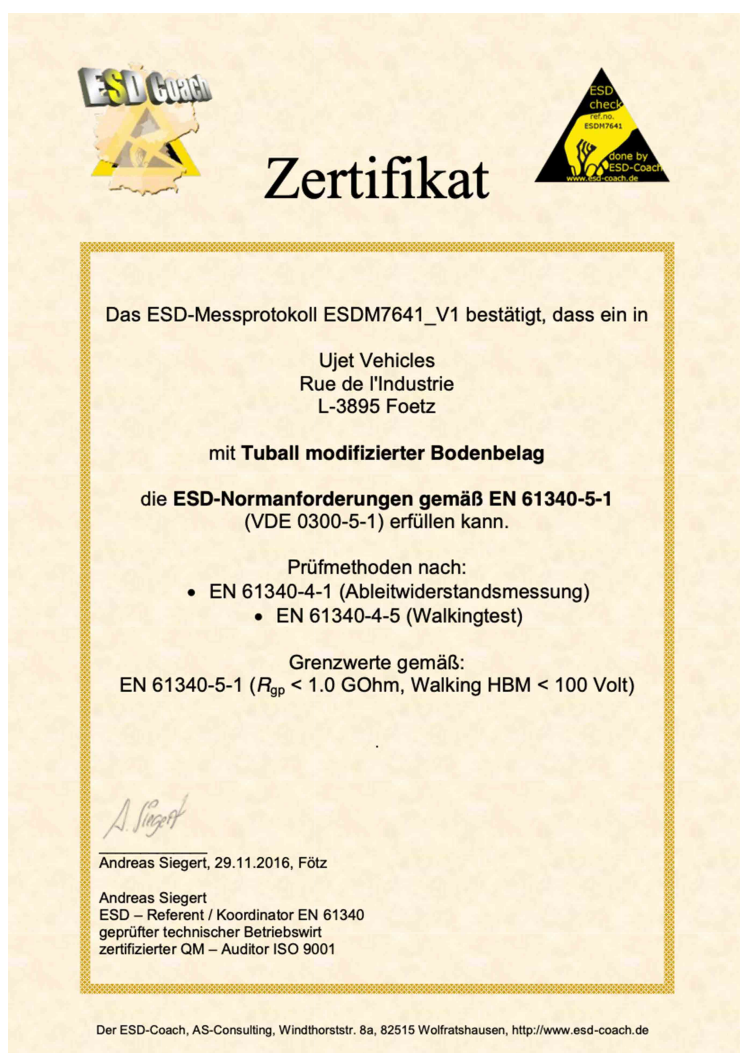 ESD Coach
ESD
check
ref.no.
ESDM7641
done by
ESD-Coach
www.esd-coach.de
Zertifikat
Das ESD-Messprotokoll ESDM7641_V1 bestätigt, dass ein in
Ujet Vehicles
Rue de l'Industrie
L-3895 Foetz
mit Tuball modifizierter Bodenbelag
die ESD-Normanforderungen gemäß EN 61340-5-1
(VDE 0300-5-1) erfüllen kann.
Prüfmethoden nach:
• EN 61340-4-1 (Ableitwiderstandsmessung)
• EN 61340-4-5 (Walkingtest)
Grenzwerte gemäß:
EN 61340-5-1 (Rgp < 1.0 GOhm, Walking HBM < 100 Volt)
.
A. Siegert
Andreas Siegert, 29.11.2016, Fötz
Andreas Siegert
ESD – Referent / Koordinator EN 61340
geprüfter technischer Betriebswirt
zertifizierter QM – Auditor ISO 9001
Der ESD-Coach, AS-Consulting, Windthorststr. 8a, 82515 Wolfratshausen, http://www.esd-coach.de